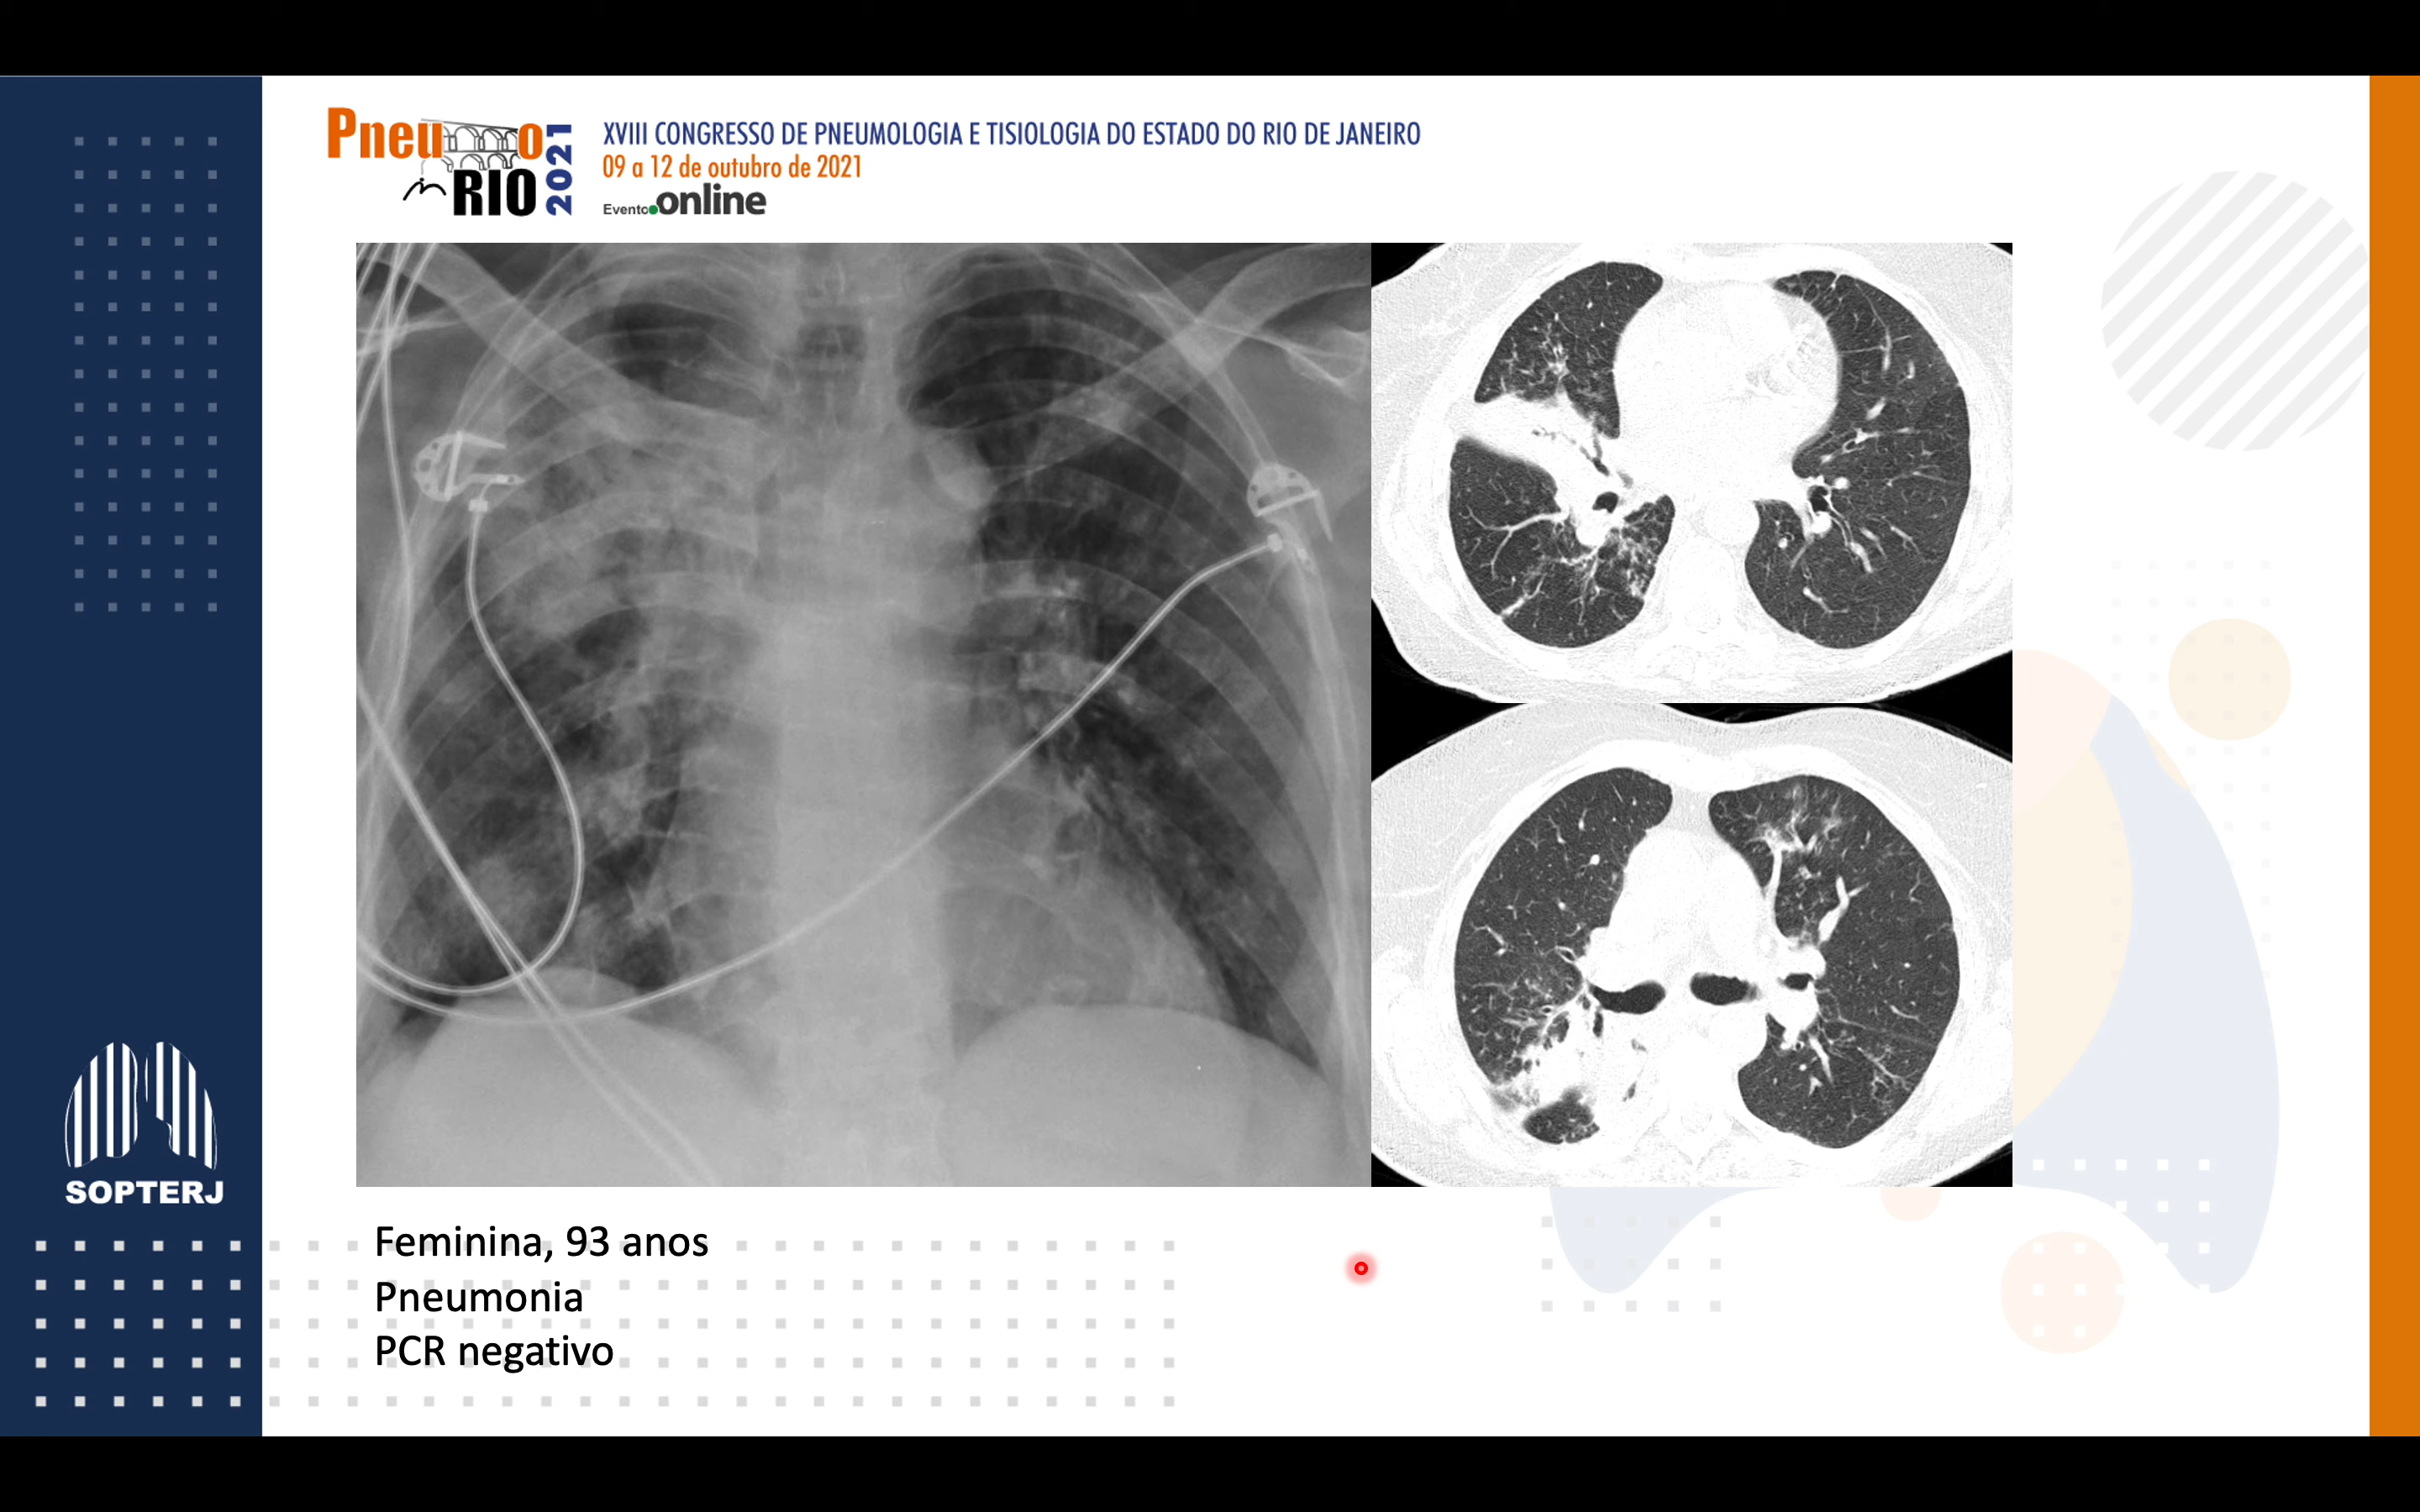 Pneumo
in RIO
2021
XVIII CONGRESSO DE PNEUMOLOGIA E TISIOLOGIA DO ESTADO DO RIO DE JANEIRO
09 a 12 de outubro de 2021
Evento online
SOPTERJ
Feminina, 93 anos
Pneumonia
PCR negativo